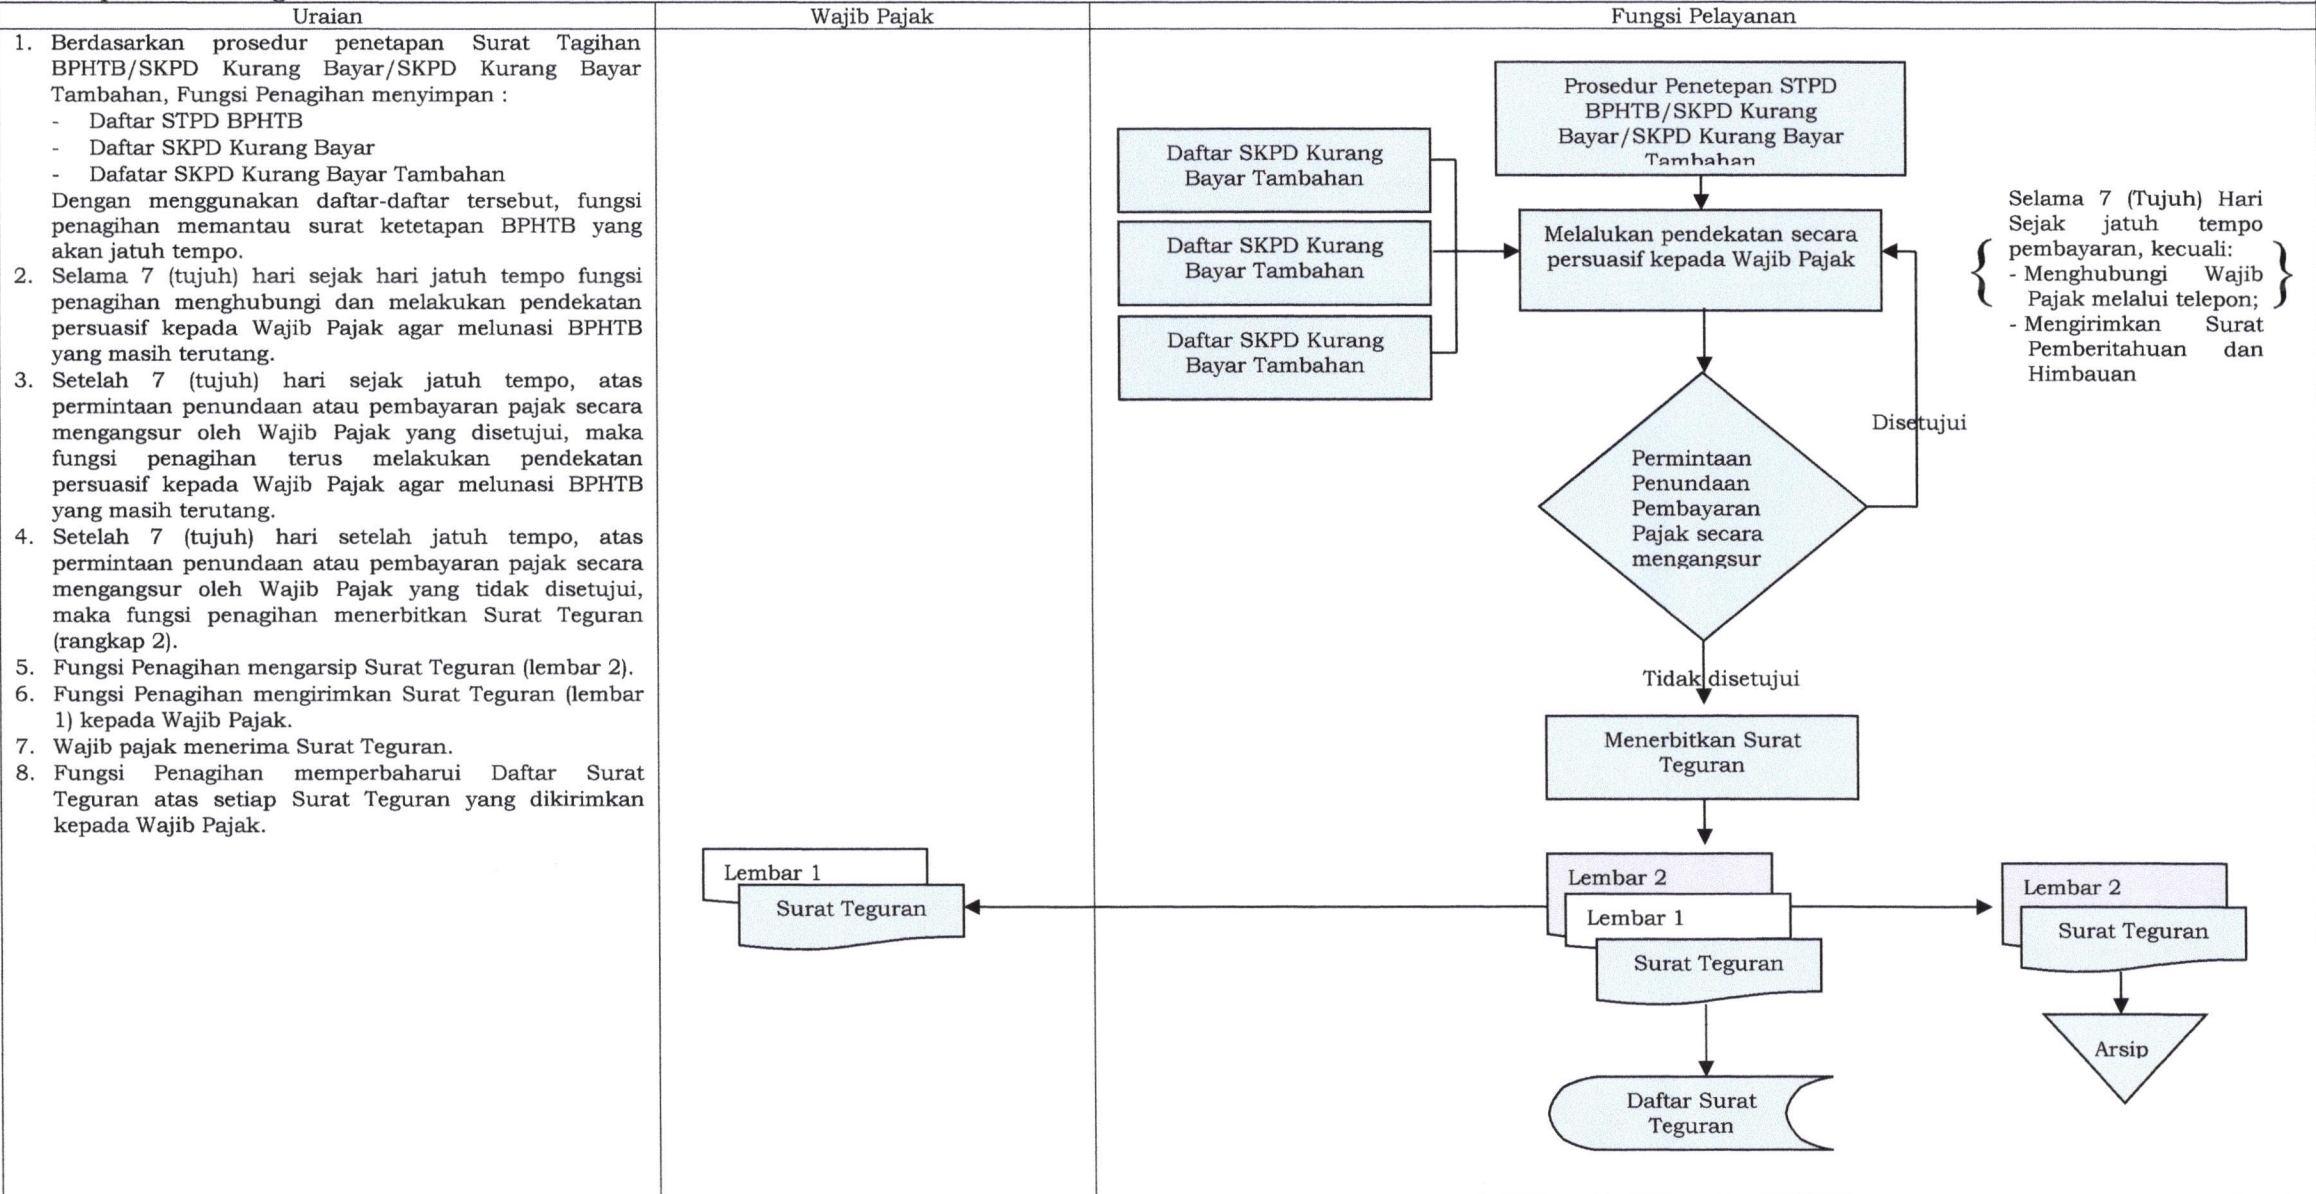 Uraian
Wajib Pajak
Fungsi Pelayanan
1. Berdasarkan prosedur penetapan Surat Tagihan
BPHTB/SKPD Kurang Bayar/SKPD Kurang Bayar
Tambahan, Fungsi Penagihan menyimpan :
- Daftar STPD BPHTB
- Daftar SKPD Kurang Bayar
- Dafatar SKPD Kurang Bayar Tambahan
Dengan menggunakan daftar-daftar tersebut, fungsi
penagihan memantau surat ketetapan BPHTB yang
akan jatuh tempo.
2. Selama 7 (tujuh) hari sejak hari jatuh tempo fungsi
penagihan menghubungi dan melakukan pendekatan
persuasif kepada Wajib Pajak agar melunasi BPHTB
yang masih terutang.
3. Setelah 7 (tujuh) hari sejak jatuh tempo, atas
permintaan penundaan atau pembayaran pajak secara
mengangsur oleh Wajib Pajak yang disetujui, maka
fungsi penagihan terus melakukan pendekatan
persuasif kepada Wajib Pajak agar melunasi BPHTB
yang masih terutang.
4. Setelah 7 (tujuh) hari setelah jatuh tempo, atas
permintaan penundaan atau pembayaran pajak secara
mengangsur oleh Wajib Pajak yang tidak disetujui,
maka fungsi penagihan menerbitkan Surat Teguran
(rangkap 2).
5. Fungsi Penagihan mengarsip Surat Teguran (lembar 2).
6. Fungsi Penagihan mengirimkan Surat Teguran (lembar
1) kepada Wajib Pajak.
7. Wajib pajak menerima Surat Teguran.
8. Fungsi Penagihan memperbaharui Daftar Surat
Teguran atas setiap Surat Teguran yang dikirimkan
kepada Wajib Pajak.
Lembar 1
Surat Teguran
Prosedur Penetepan STPD
BPHTB/SKPD Kurang
Bayar/SKPD Kurang Bayar
Tambahan
Daftar SKPD Kurang
Bayar Tambahan
Daftar SKPD Kurang
Bayar Tambahan
Daftar SKPD Kurang
Bayar Tambahan
Melalukan pendekatan secara
persuasif kepada Wajib Pajak
Selama 7 (Tujuh) Hari
Sejak jatuh tempo
pembayaran, kecuali:
- Menghubungi Wajib
Pajak melalui telepon;
- Mengirimkan Surat
Pemberitahuan dan
Himbauan
Disetujui
Permintaan
Penundaan
Pembayaran
Pajak secara
mengangsur
Tidak disetujui
Menerbitkan Surat
Teguran
Lembar 2
Lembar 1
Surat Teguran
Lembar 2
Surat Teguran
Arsip
Daftar Surat
Teguran